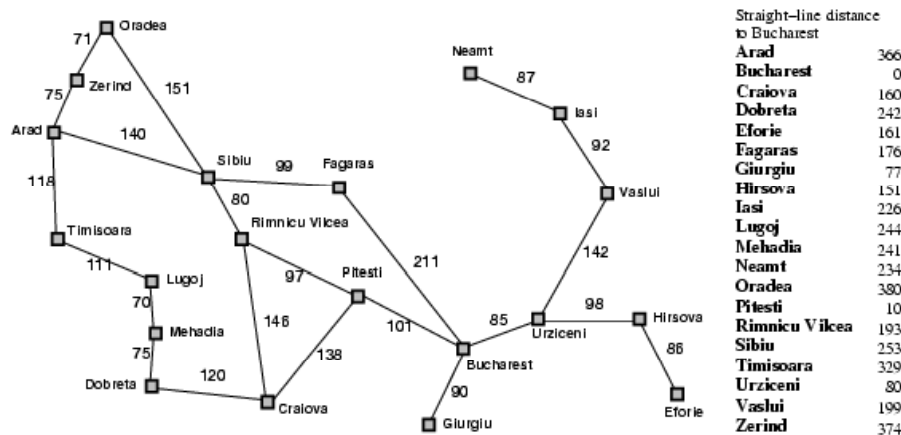 Oradea
71
Zerind
75
151
Arad
140
118
Sibiu
99
Fagaras
80
Rimnicu Vilcea
Timisoara
111
Lugoj
70
Mehadia
75
Dobreta
120
146
97
Pitesti
138
101
211
Craiova
Bucharest
90
Giurgiu
85
Urziceni
98
Hirsova
86
Eforie
142
Vaslui
92
Iasi
87
Neamt
Straight–line distance
to Bucharest
Arad 366
Bucharest 0
Craiova 160
Dobreta 242
Eforie 161
Fagaras 176
Giurgiu 77
Hirsova 151
Iasi 226
Lugoj 244
Mehadia 241
Neamt 234
Oradea 380
Pitesti 10
Rimnicu Vilcea 193
Sibiu 253
Timisoara 329
Urziceni 80
Vaslui 199
Zerind 374